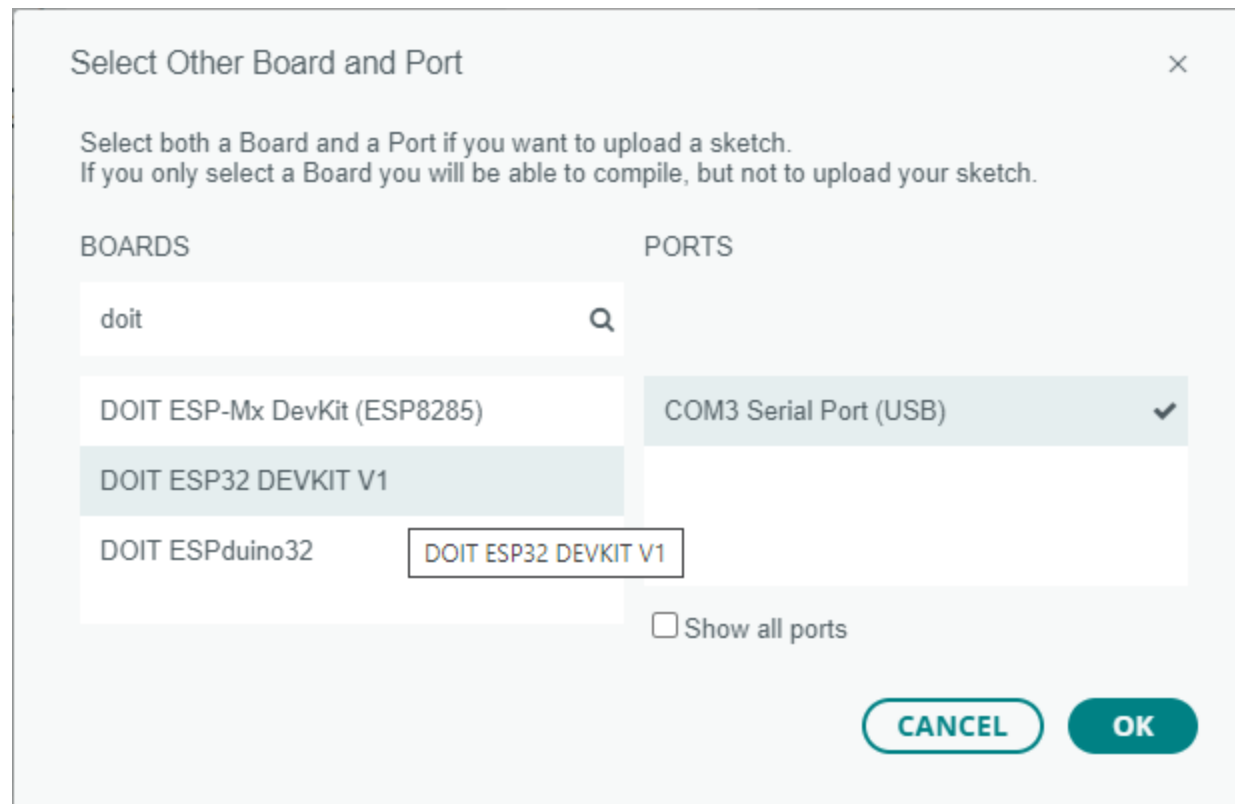 Select Other Board and Port
Select both a Board and a Port if you want to upload a sketch.
If you only select a Board you will be able to compile, but not to upload your sketch.
BOARDS
PORTS
doit
DOIT ESP-Mx DevKit (ESP8285)
COM3 Serial Port (USB)
DOIT ESP32 DEVKIT V1
DOIT ESPduino32
DOIT ESP32 DEVKIT V1
Show all ports
CANCEL
OK